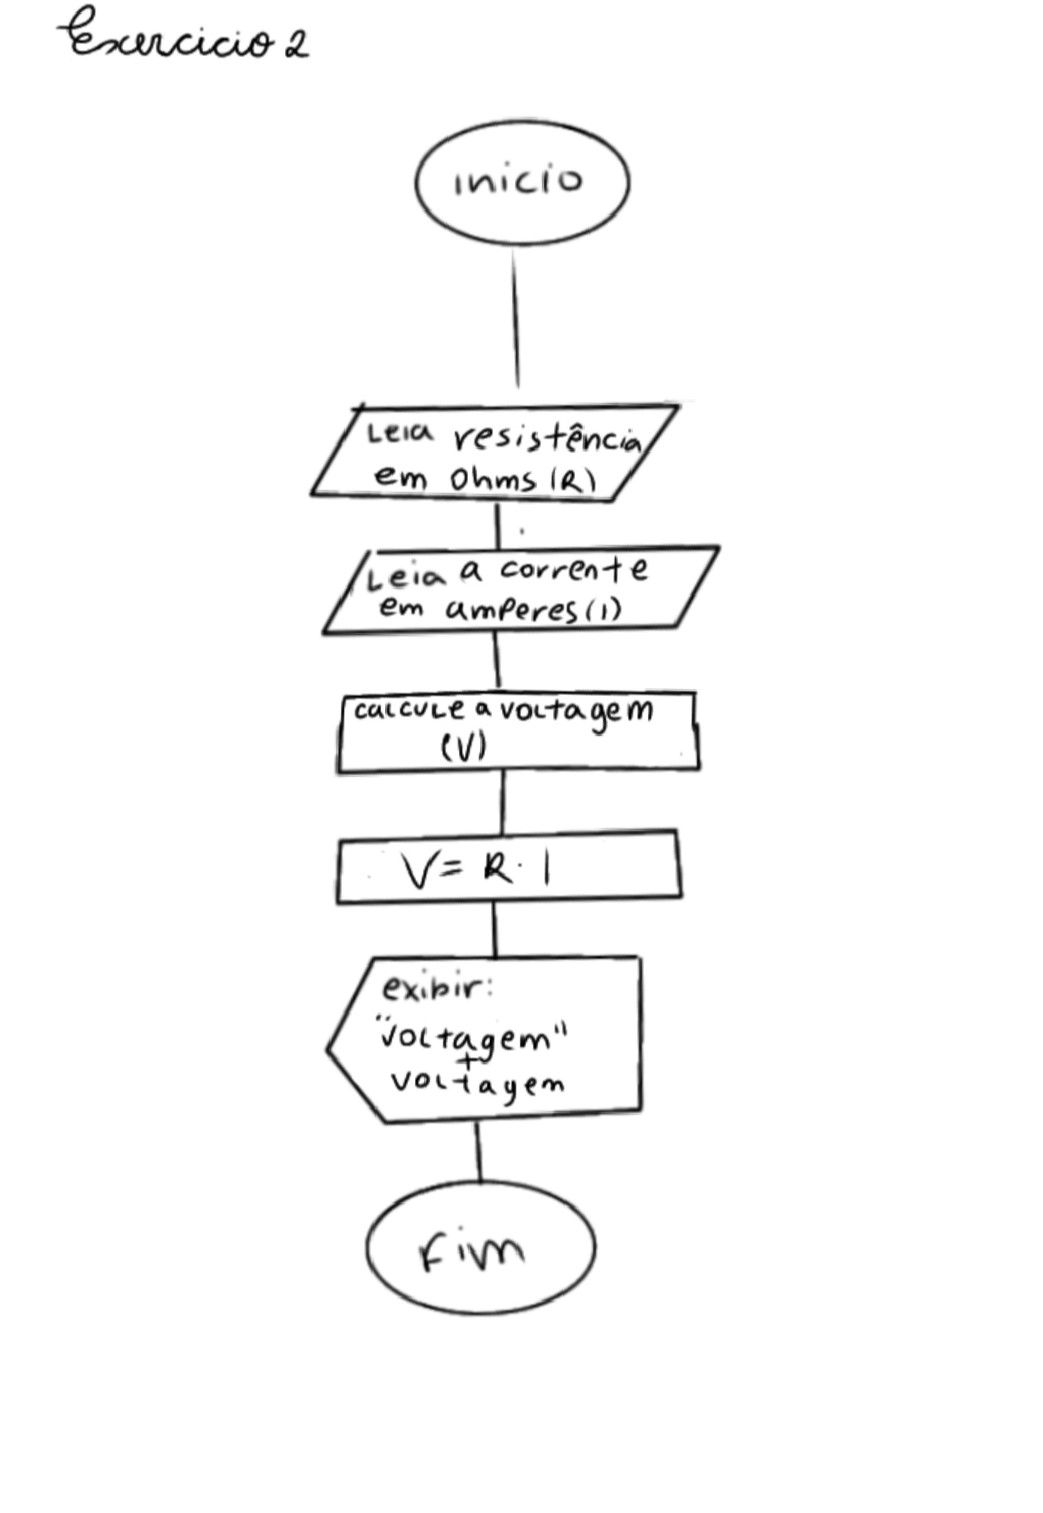 Exercicio 2
inicio
Leia resistência
em Ohms (R)
Leia a corrente
em amperes (I)
calcule a voltagem
(V)
V = R · I
exibir:
"voltagem"
+
voltagem
Fim